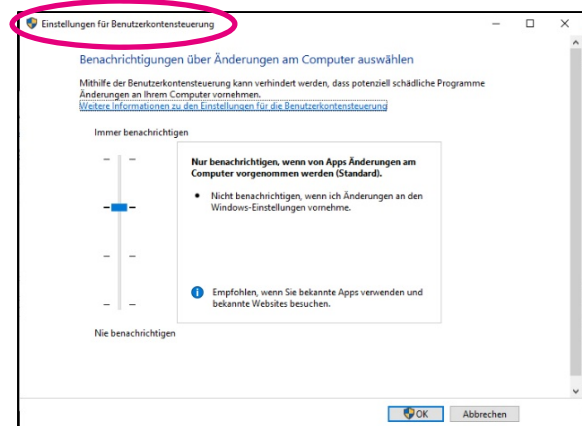 Einstellungen für Benutzerkontensteuerung
Benachrichtigungen über Änderungen am Computer auswählen
Mithilfe der Benutzerkontensteuerung kann verhindert werden, dass potenziell schädliche Programme
Änderungen an Ihrem Computer vornehmen.
Weitere Informationen zu den Einstellungen für die Benutzerkontensteuerung
Immer benachrichtigen
Nur benachrichtigen, wenn von Apps Änderungen am
Computer vorgenommen werden (Standard).
• Nicht benachrichtigen, wenn ich Änderungen an den
Windows-Einstellungen vornehme.
Empfohlen, wenn Sie bekannte Apps verwenden und
bekannte Websites besuchen.
Nie benachrichtigen
OK Abbrechen